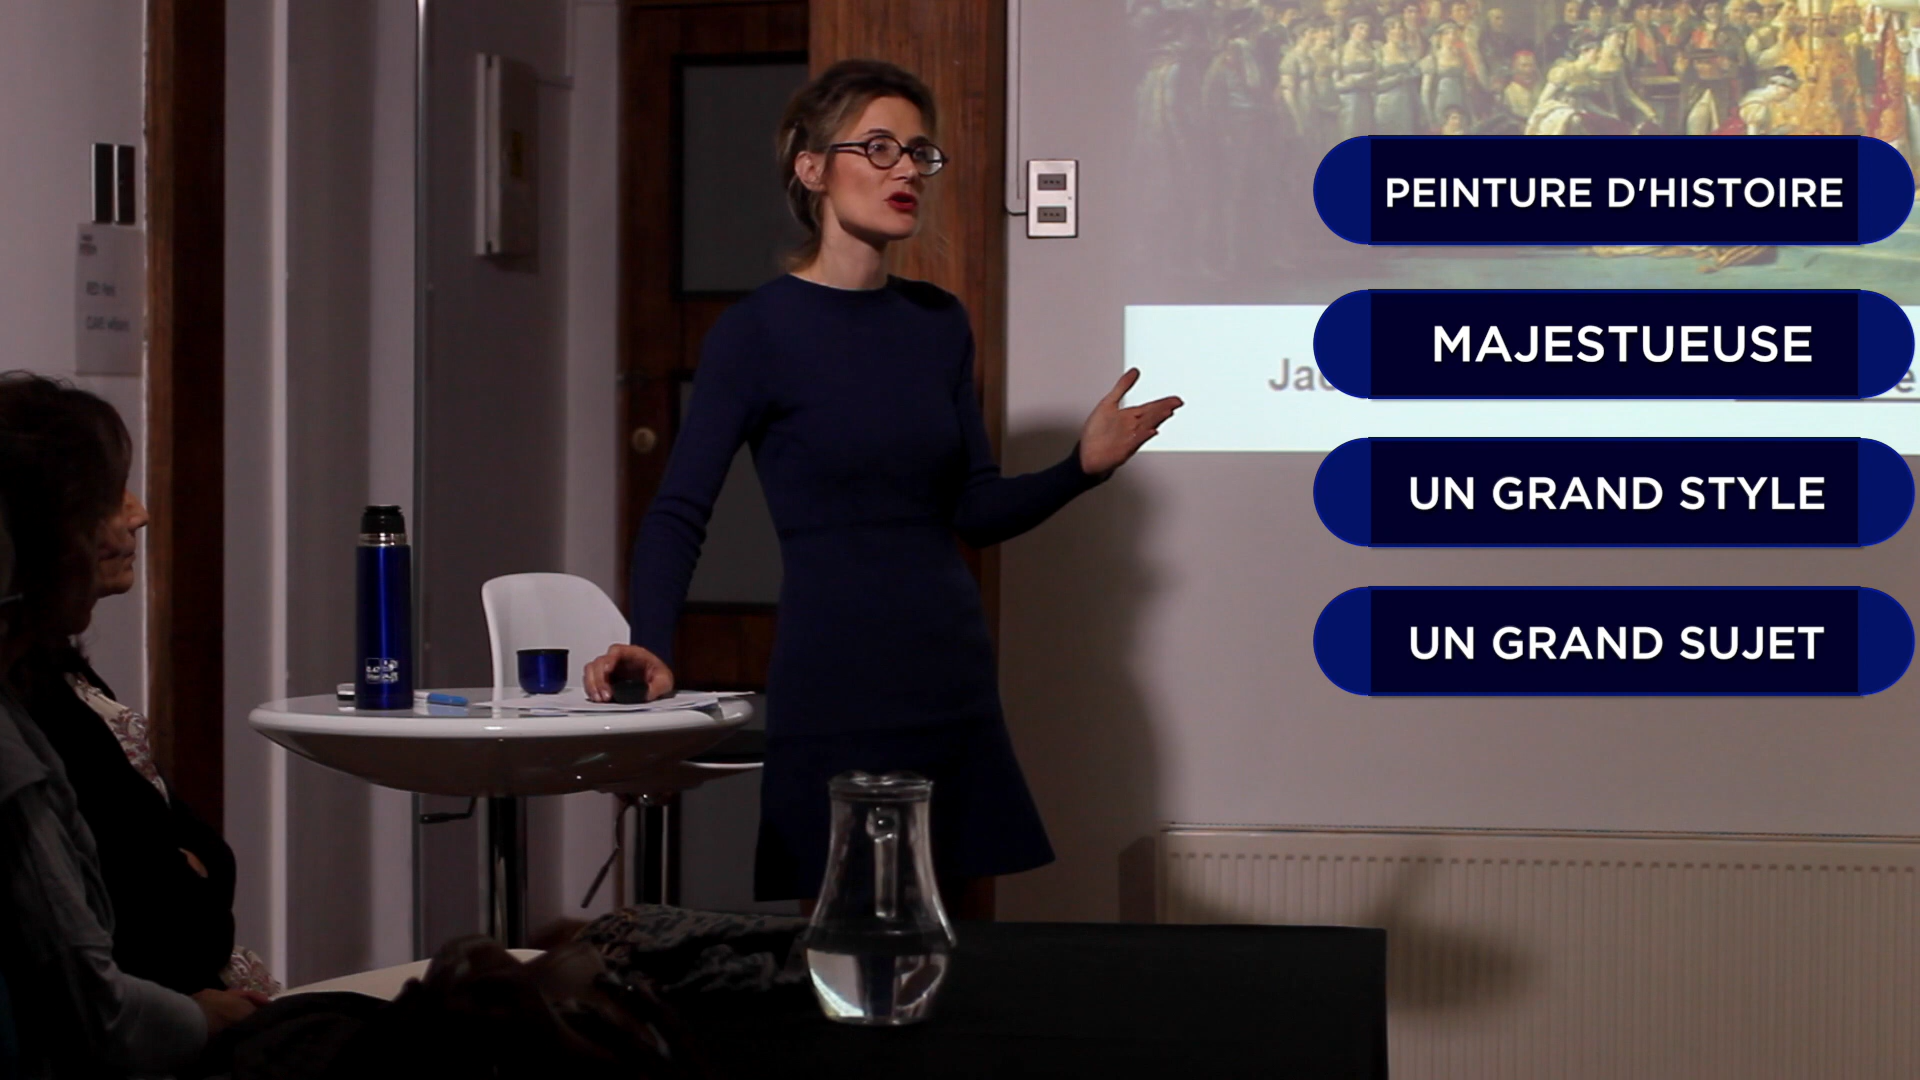 PEINTURE D'HISTOIRE
MAJESTUEUSE
UN GRAND STYLE
UN GRAND SUJET